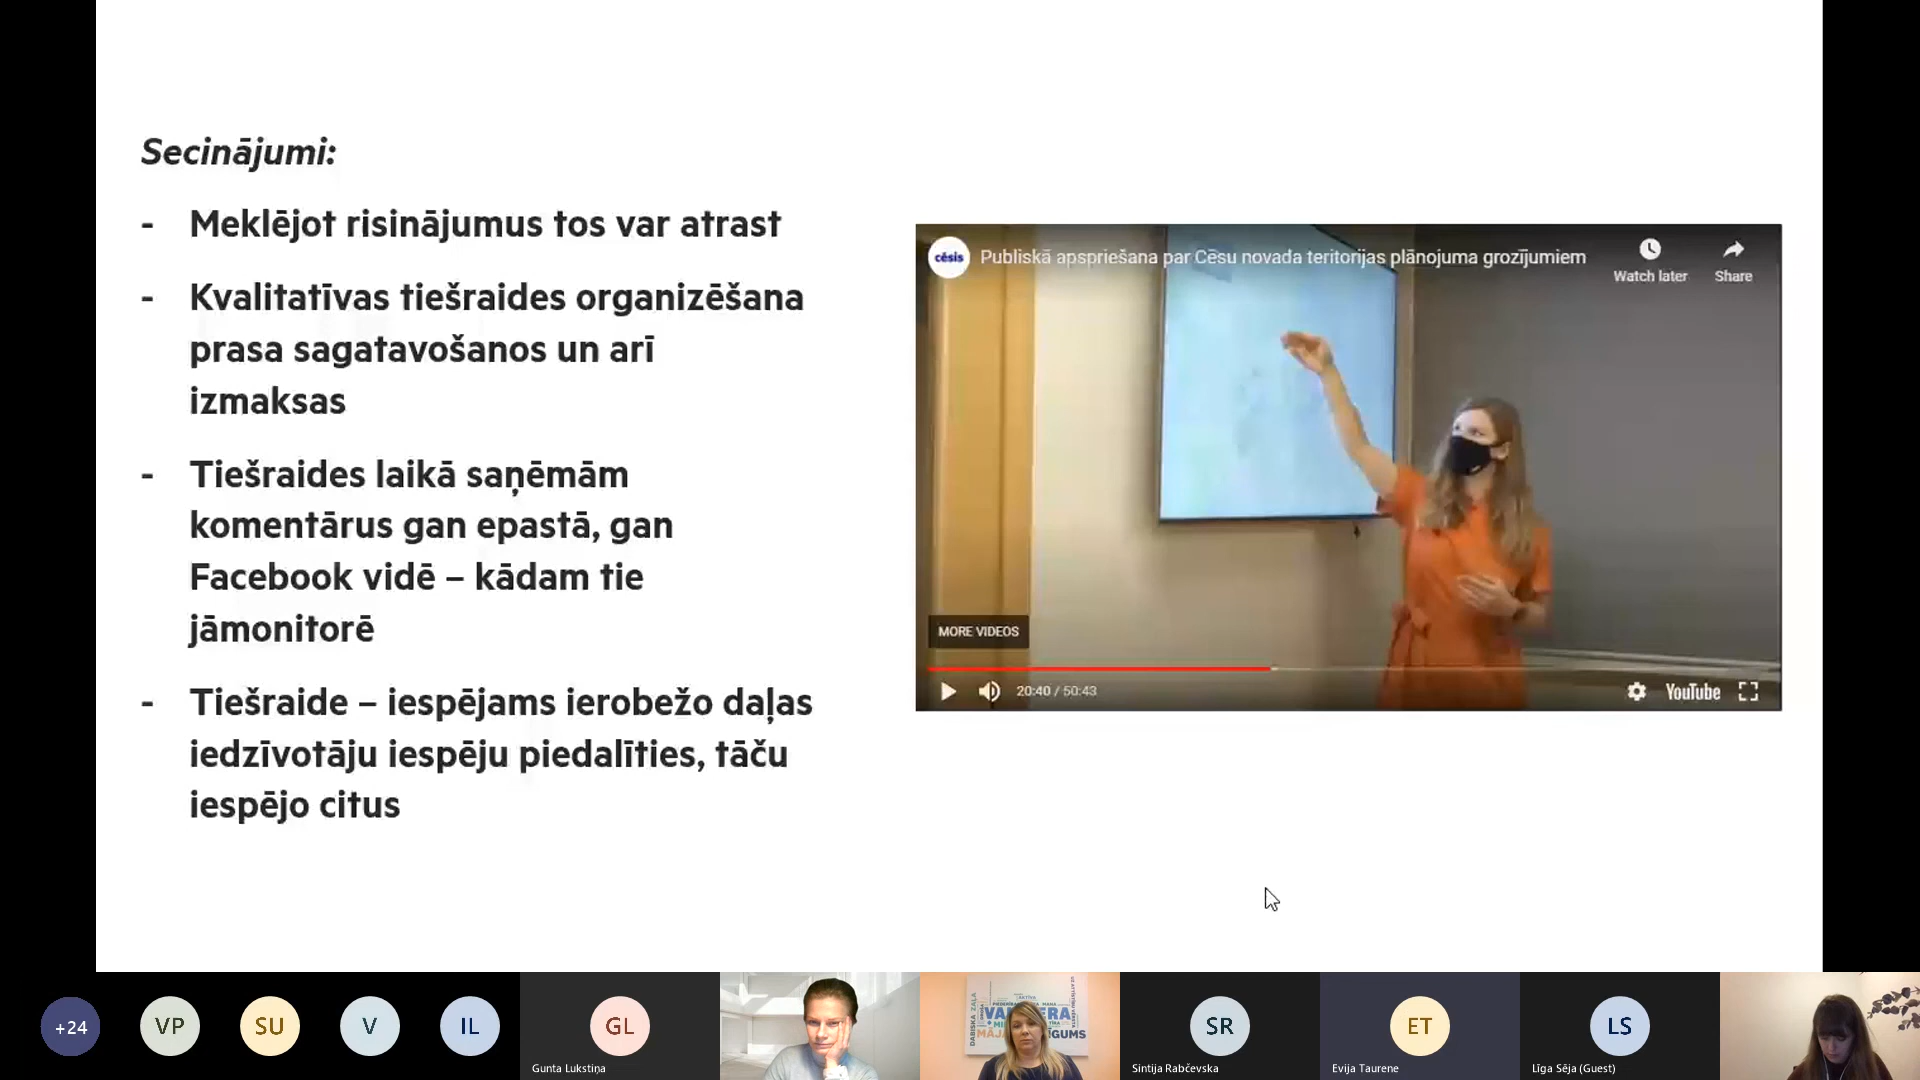 Secinājumi:
- Meklējot risinājumus tos var atrast
- Kvalitatīvas tiešraides organizēšana
prasa sagatavošanos un arī
izmaksas
- Tiešraides laikā saņēmām
komentārus gan epastā, gan
Facebook vidē – kādam tie
jāmonitorē
- Tiešraide – iespējams ierobežo daļas
iedzīvotāju iespēju piedalīties, tāču
iespējo citus
cēsis
Publiskā apspriešana par Cēsu novada teritorijas plānojuma grozījumiem
Watch later
Share
MORE VIDEOS
20:40 / 50:43
YouTube
+24
VP
SU
V
IL
GL
Gunta Lukstiņa
DABISKA ZAĻA
SR
Sintija Rabčevska
ET
Evija Taurene
LS
Līga Sēja (Guest)